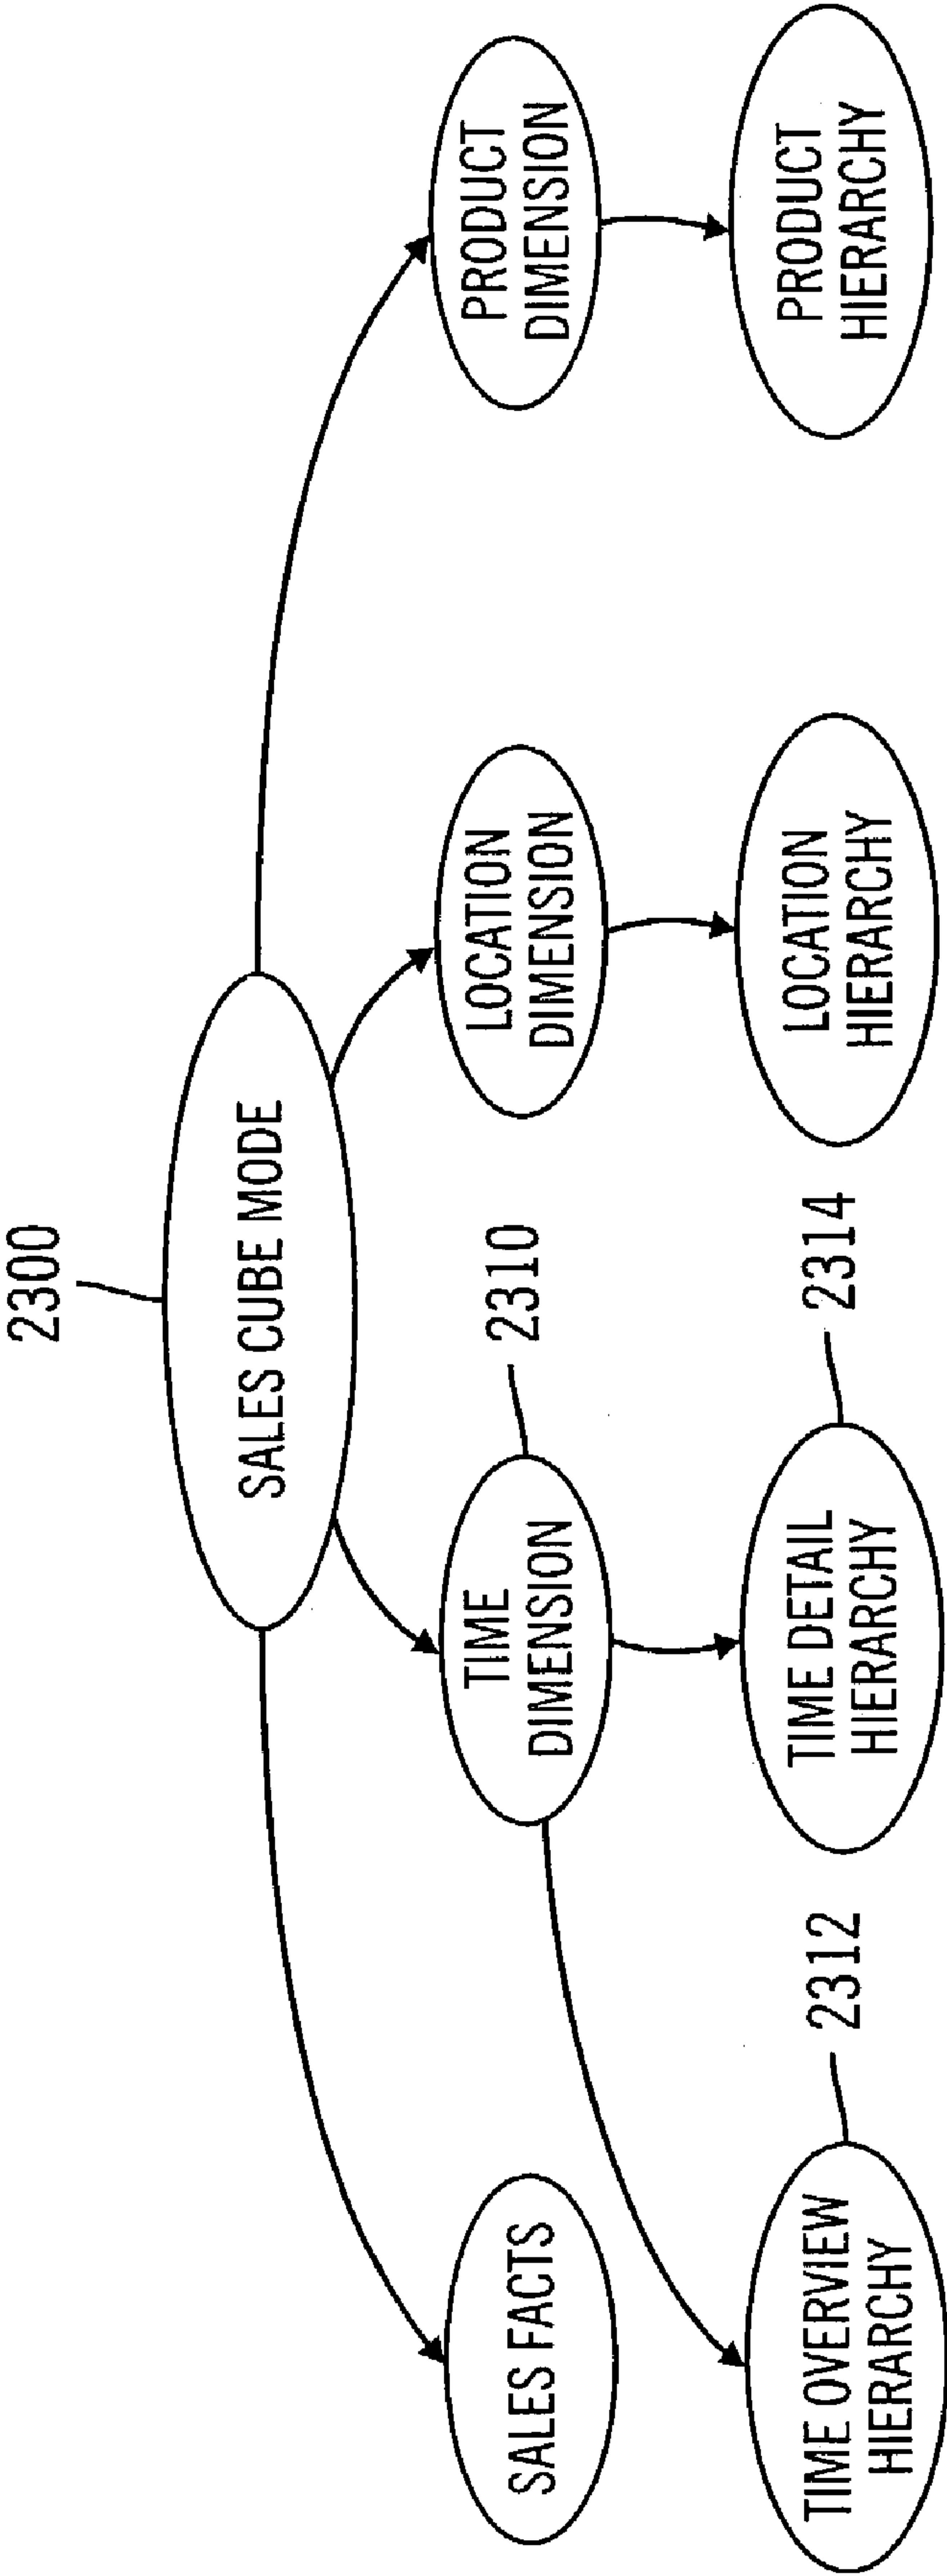 2300
SALES CUBE MODE
SALES FACTS
TIME
DIMENSION
2310
LOCATION
DIMENSION
PRODUCT
DIMENSION
TIME OVERVIEW
HIERARCHY
2312
TIME DETAIL
HIERARCHY
2314
LOCATION
HIERARCHY
PRODUCT
HIERARCHY